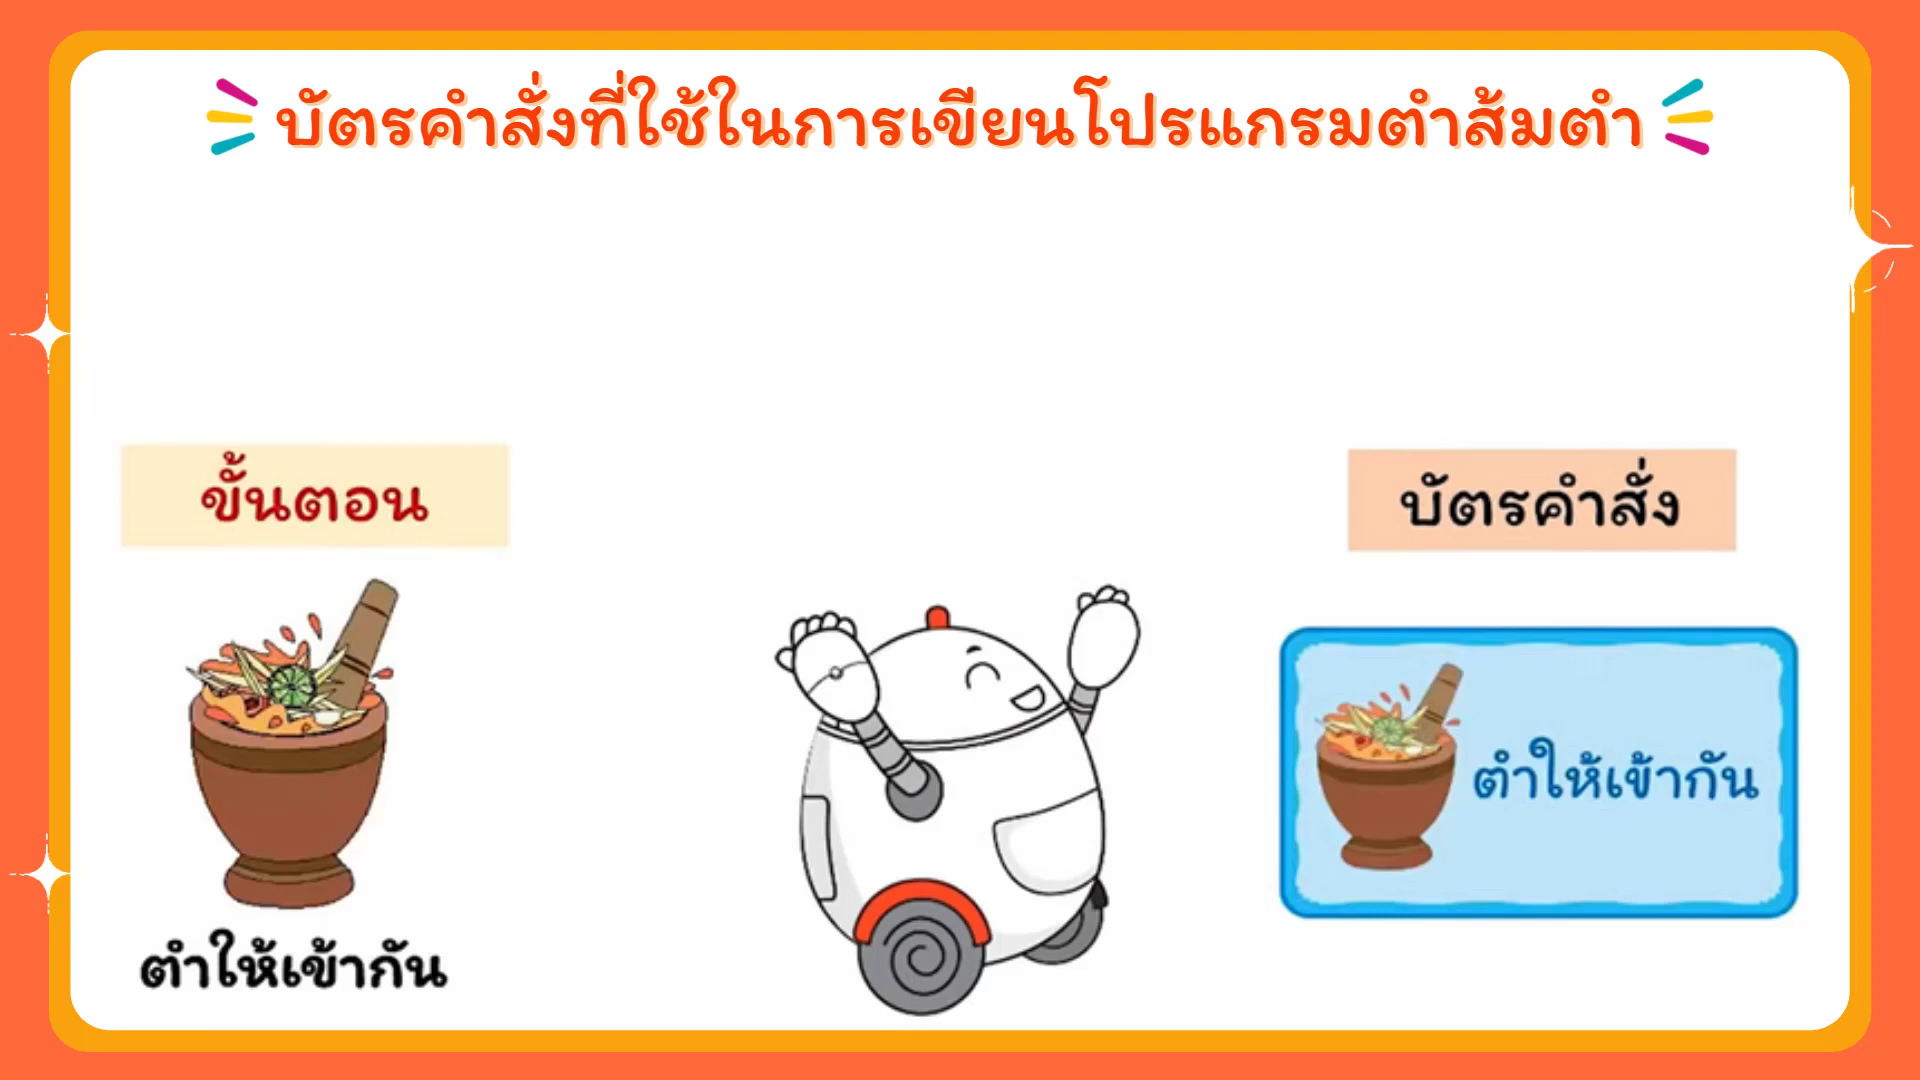 บัตรคำสั่งที่ใช้ในการเขียนโปรแกรมตำส้มตำ
ขั้นตอน
บัตรคำสั่ง
ตำให้เข้ากัน
ตำให้เข้ากัน